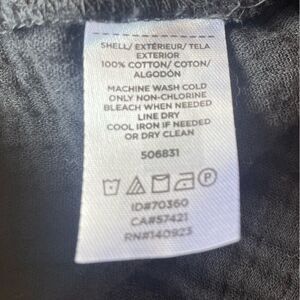 SHELL/ EXTÉRIEUR/ TELA
EXTERIOR
100% COTTON/ COTON/
ALGODÓN
MACHINE WASH COLD
ONLY NON-CHLORINE
BLEACH WHEN NEEDED
LINE DRY
COOL IRON IF NEEDED
OR DRY CLEAN
506831
P
ID#70360
CA#57421
RN#140923